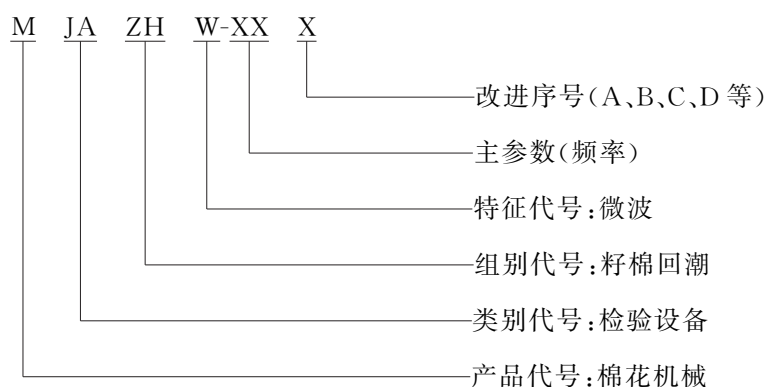 M JA ZH W-XX X
改进序号(A、B、C、D 等)
主参数(频率)
特征代号:微波
组别代号:籽棉回潮
类别代号:检验设备
产品代号:棉花机械